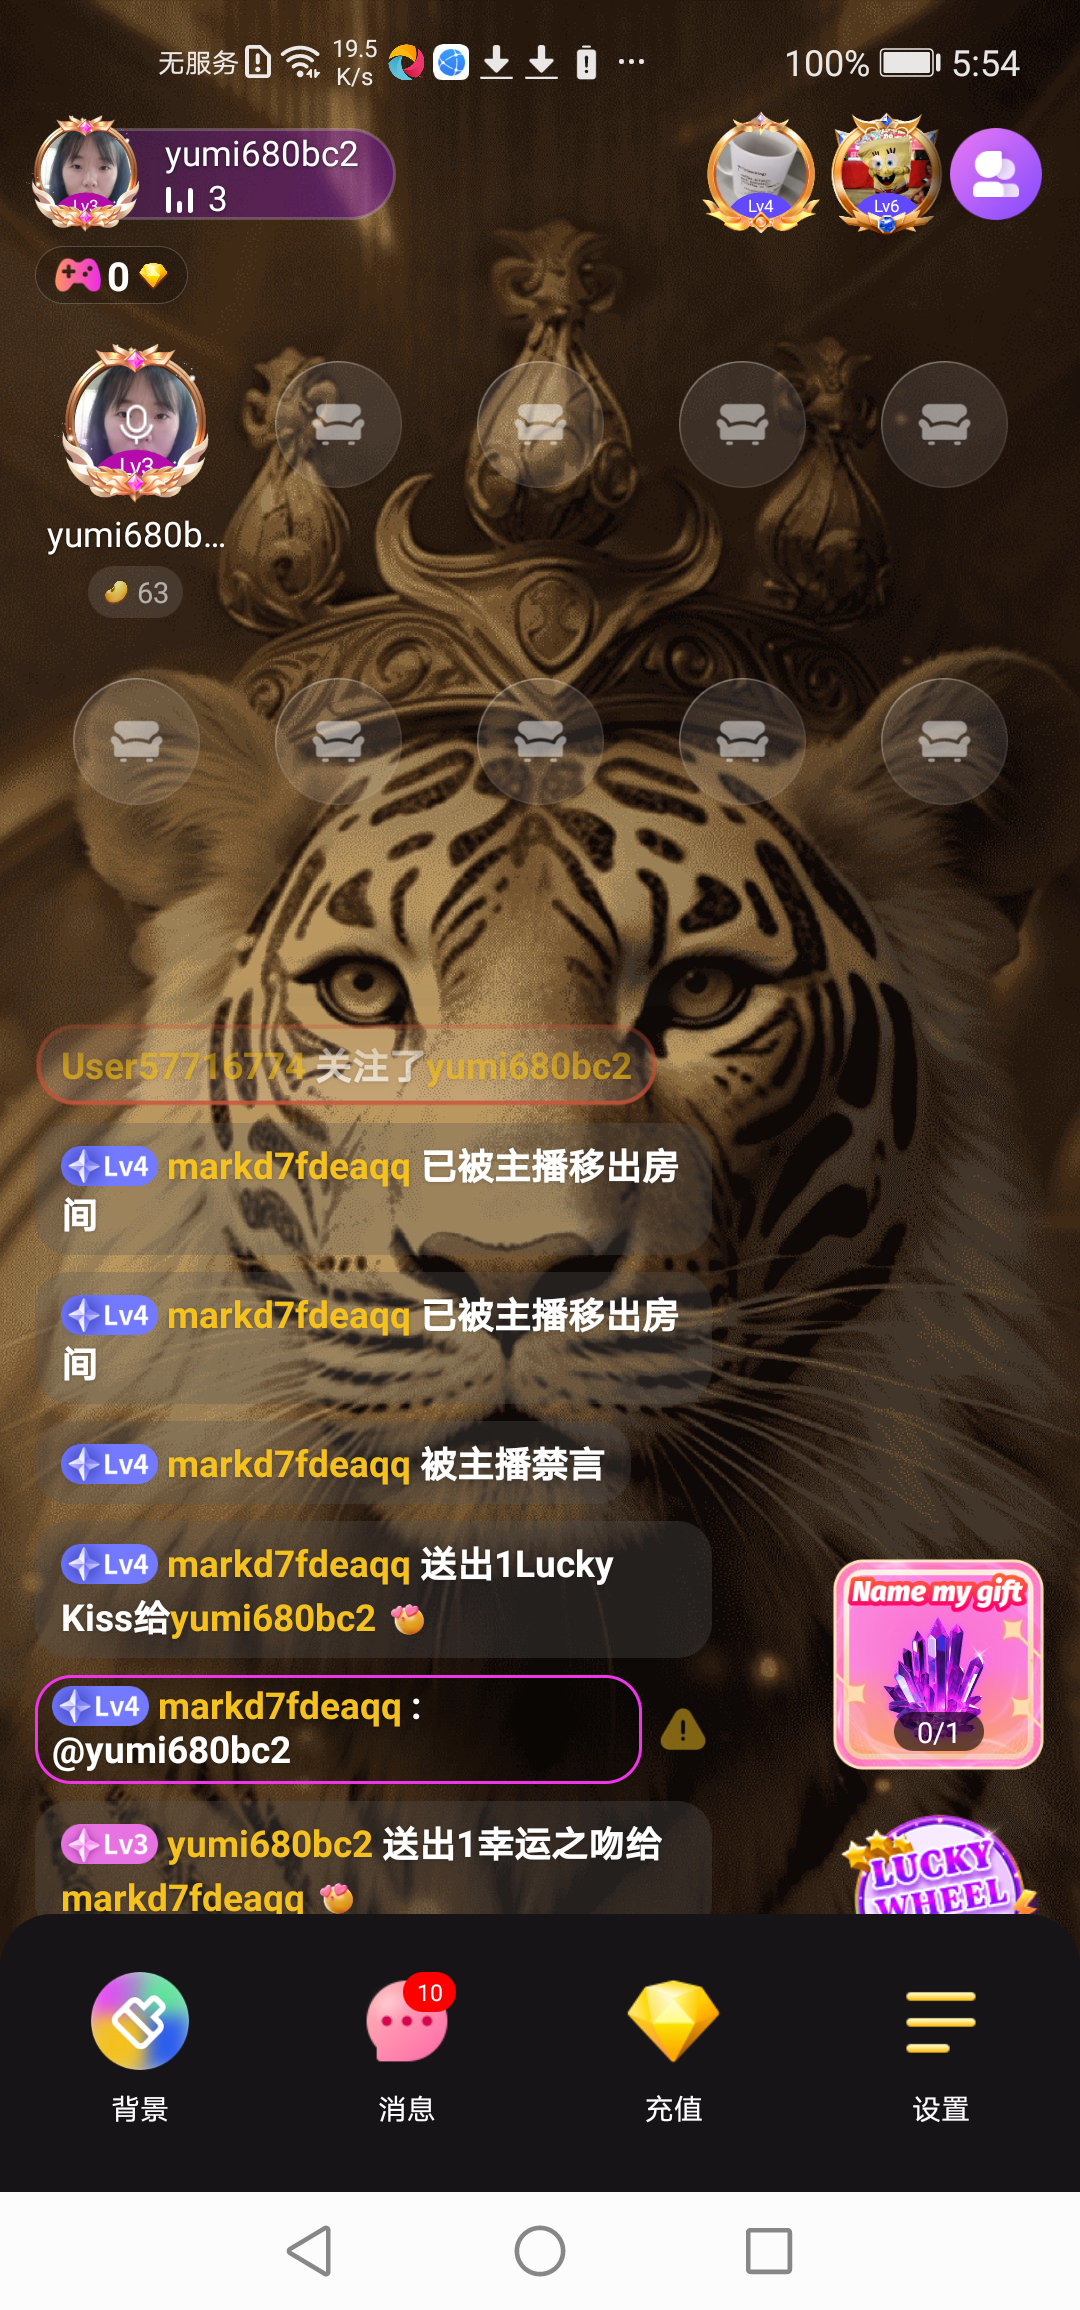 无服务 19.5 K/s 100% 5:54
yumi680bc2
3
Lv3 Lv4 Lv6
0
Lv3
yumi680b...
63
User57716774 关注了yumi680bc2
Lv4 markd7fdeaqq 已被主播移出房
间
Lv4 markd7fdeaqq 已被主播移出房
间
Lv4 markd7fdeaqq 被主播禁言
Lv4 markd7fdeaqq 送出1Lucky
Kiss给yumi680bc2
Name my gift
0/1
Lv4 markd7fdeaqq :
@yumi680bc2
Lv3 yumi680bc2 送出1幸运之吻给
markd7fdeaqq
LUCKY
WHEEL
10
背景 消息 充值 设置